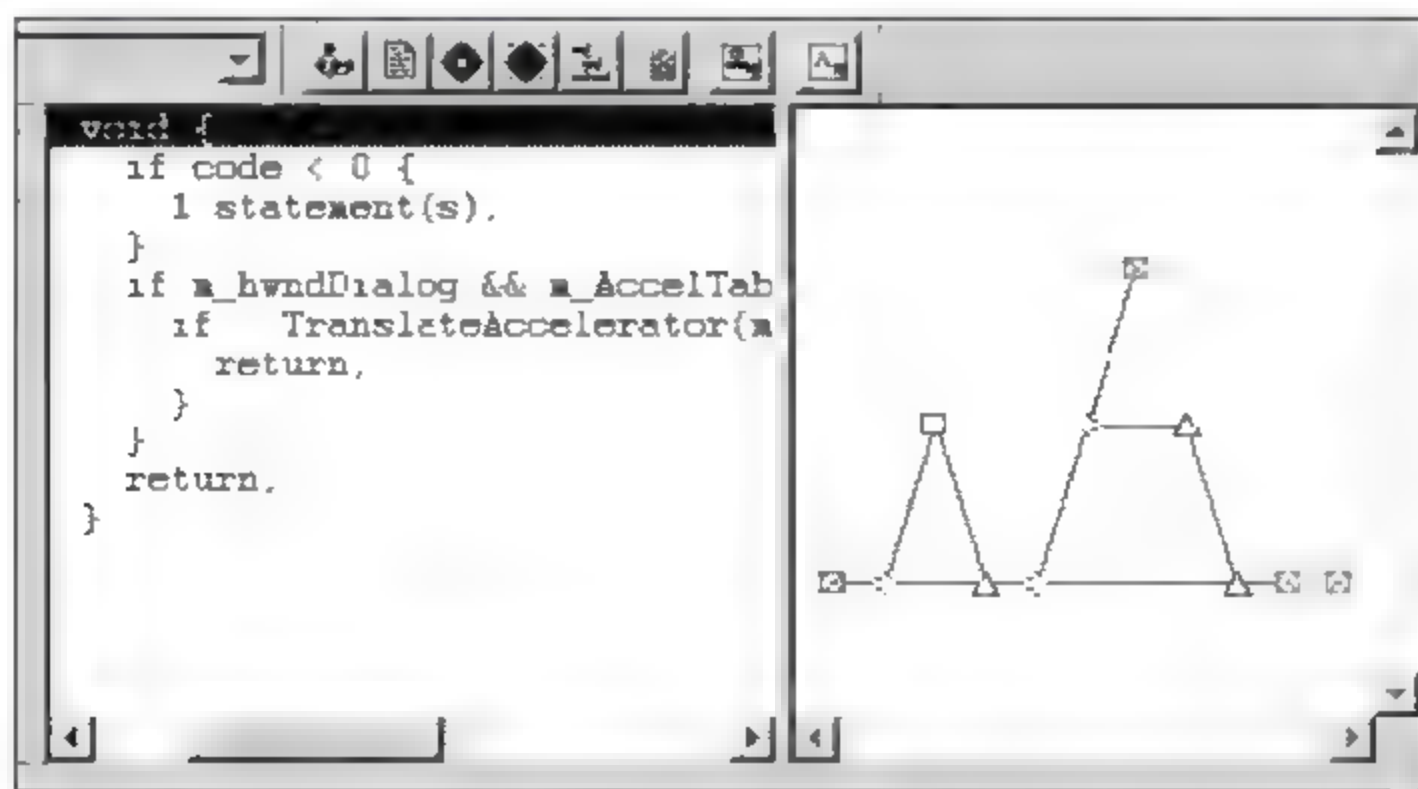 void {
if code < 0 {
1 statement(s),
}
if m_hwndDialog && m_AccelTab
if TranslateAccelerator(m
return,
}
}
return,
}